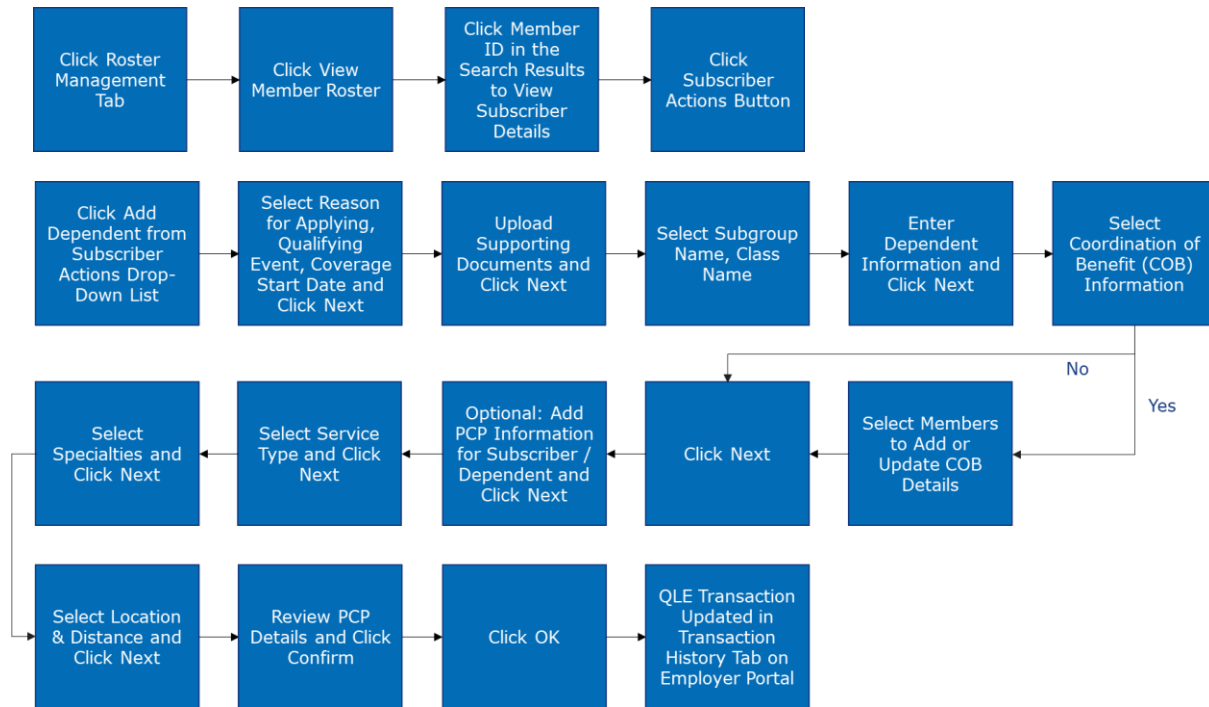 Click Roster
Management
Tab
Click View
Member Roster
Click Member
ID in the
Search Results
to View
Subscriber
Details
Click
Subscriber
Actions Button
Click Add
Dependent from
Subscriber
Actions Drop-
Down List
Select Reason
for Applying,
Qualifying
Event, Coverage
Start Date and
Click Next
Upload
Supporting
Documents and
Click Next
Select Subgroup
Name, Class
Name
Enter
Dependent
Information and
Click Next
Select
Coordination of
Benefit (COB)
Information
No
Yes
Select Members
to Add or
Update COB
Details
Click Next
Optional: Add
PCP Information
for Subscriber /
Dependent and
Click Next
Select Service
Type and Click
Next
Select
Specialties and
Click Next
Select Location
& Distance and
Click Next
Review PCP
Details and Click
Confirm
Click OK
QLE Transaction
Updated in
Transaction
History Tab on
Employer Portal